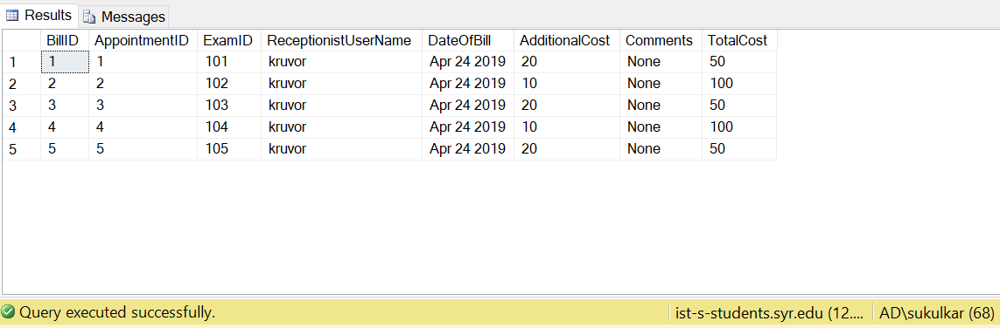 Results Messages
BillID AppointmentID ExamID ReceptionistUserName DateOfBill AdditionalCost Comments TotalCost
1 1 1 101 kruvor Apr 24 2019 20 None 50
2 2 2 102 kruvor Apr 24 2019 10 None 100
3 3 3 103 kruvor Apr 24 2019 20 None 50
4 4 4 104 kruvor Apr 24 2019 10 None 100
5 5 5 105 kruvor Apr 24 2019 20 None 50
Query executed successfully. ist-s-students.syr.edu (12.... AD\sukulkar (68)